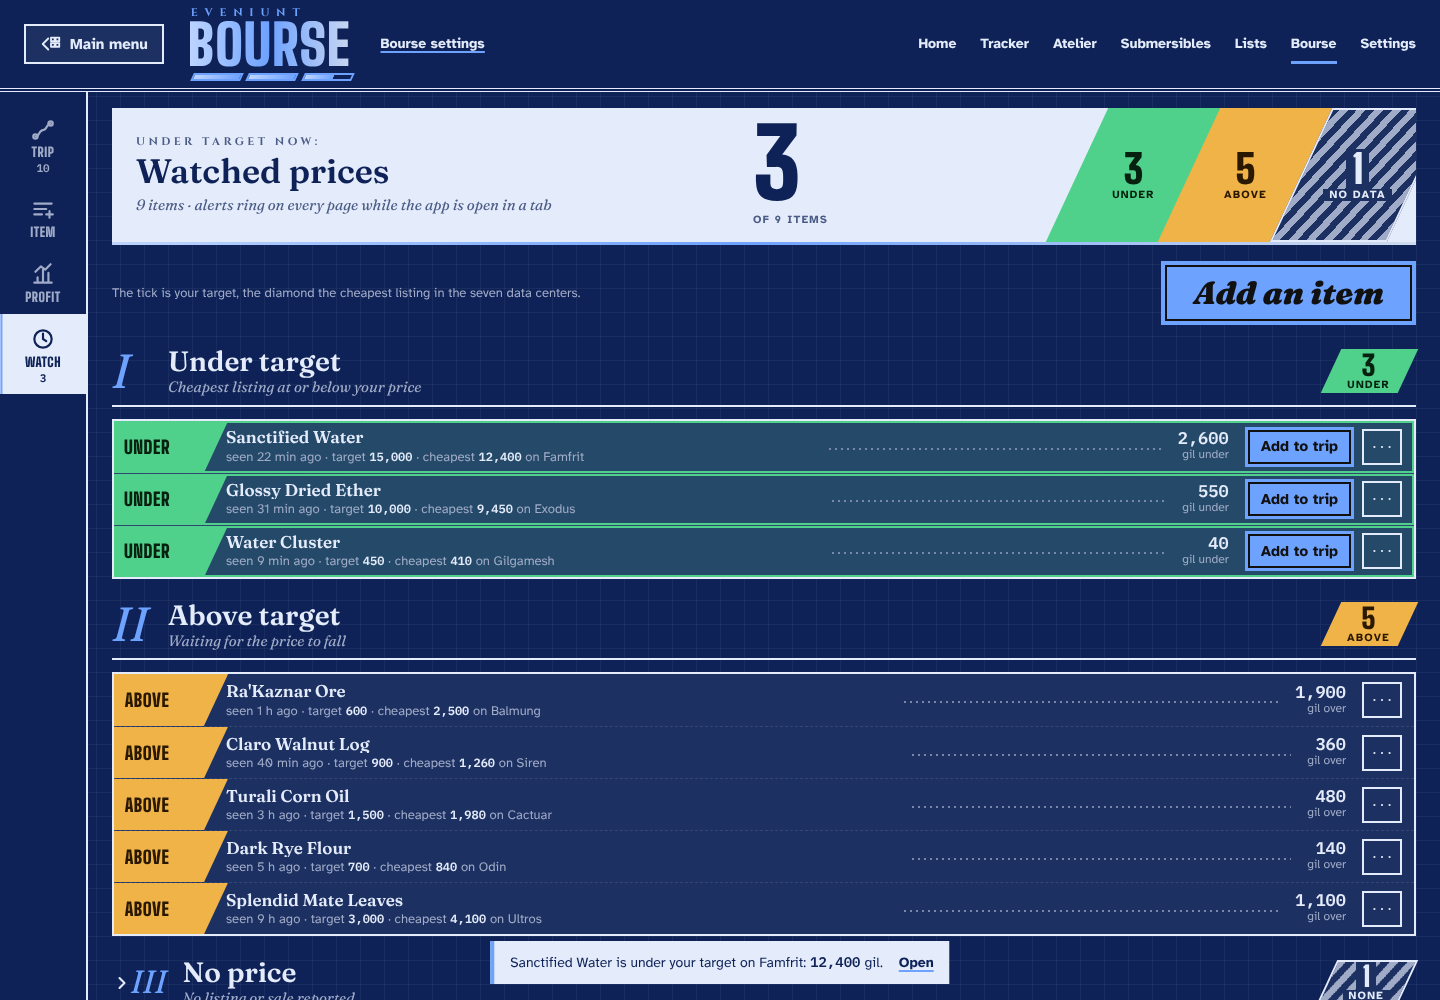 Main menu
EVENIUNT
BOURSE
Bourse settings
Home
Tracker
Atelier
Submersibles
Lists
Bourse
Settings
TRIP
10
ITEM
PROFIT
WATCH
3
UNDER TARGET NOW:
Watched prices
9 items · alerts ring on every page while the app is open in a tab
3
OF 9 ITEMS
3
UNDER
5
ABOVE
1
NO DATA
The tick is your target, the diamond the cheapest listing in the seven data centers.
Add an item
I
Under target
Cheapest listing at or below your price
3
UNDER
UNDER
Sanctified Water
seen 22 min ago · target 15,000 · cheapest 12,400 on Famfrit
2,600
gil under
Add to trip
...
UNDER
Glossy Dried Ether
seen 31 min ago · target 10,000 · cheapest 9,450 on Exodus
550
gil under
Add to trip
...
UNDER
Water Cluster
seen 9 min ago · target 450 · cheapest 410 on Gilgamesh
40
gil under
Add to trip
...
II
Above target
Waiting for the price to fall
5
ABOVE
ABOVE
Ra'Kaznar Ore
seen 1 h ago · target 600 · cheapest 2,500 on Balmung
1,900
gil over
...
ABOVE
Claro Walnut Log
seen 40 min ago · target 900 · cheapest 1,260 on Siren
360
gil over
...
ABOVE
Turali Corn Oil
seen 3 h ago · target 1,500 · cheapest 1,980 on Cactuar
480
gil over
...
ABOVE
Dark Rye Flour
seen 5 h ago · target 700 · cheapest 840 on Odin
140
gil over
...
ABOVE
Splendid Mate Leaves
seen 9 h ago · target 3,000 · cheapest 4,100 on Ultros
1,100
gil over
...
Sanctified Water is under your target on Famfrit: 12,400 gil.
Open
III
No price
No listing or sale reported
1
NONE